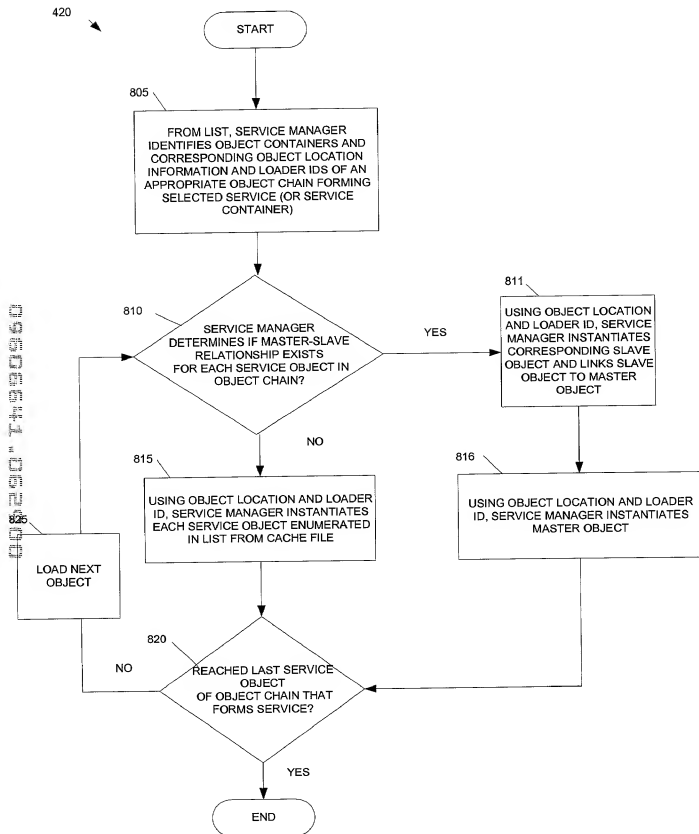 420
START
805
FROM LIST, SERVICE MANAGER
IDENTIFIES OBJECT CONTAINERS AND
CORRESPONDING OBJECT LOCATION
INFORMATION AND LOADER IDS OF AN
APPROPRIATE OBJECT CHAIN FORMING
SELECTED SERVICE (OR SERVICE
CONTAINER)
810
SERVICE MANAGER
DETERMINES IF MASTER-SLAVE
RELATIONSHIP EXISTS
FOR EACH SERVICE OBJECT IN
OBJECT CHAIN?
YES
811
USING OBJECT LOCATION
AND LOADER ID, SERVICE
MANAGER INSTANTIATES
CORRESPONDING SLAVE
OBJECT AND LINKS SLAVE
OBJECT TO MASTER
OBJECT
NO
815
USING OBJECT LOCATION AND LOADER
ID, SERVICE MANAGER INSTANTIATES
EACH SERVICE OBJECT ENUMERATED
IN LIST FROM CACHE FILE
816
USING OBJECT LOCATION AND LOADER
ID, SERVICE MANAGER INSTANTIATES
MASTER OBJECT
825
LOAD NEXT
OBJECT
820
REACHED LAST SERVICE
OBJECT
OF OBJECT CHAIN THAT
FORMS SERVICE?
NO
YES
END